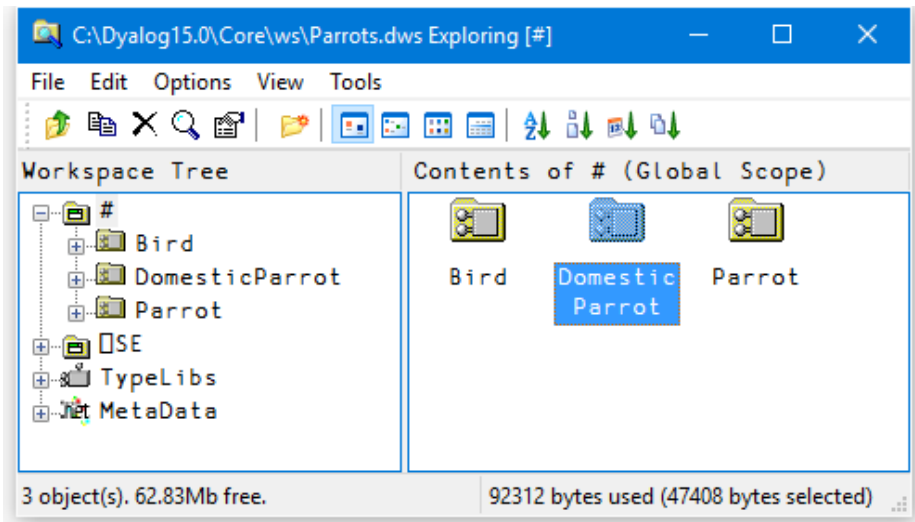 C:\Dyalog15.0\Core\ws\Parrots.dws Exploring [#]
File Edit Options View Tools
Workspace Tree
Contents of # (Global Scope)
#
Bird
DomesticParrot
Parrot
⎕SE
TypeLibs
.net MetaData
Bird
Domestic
Parrot
Parrot
3 object(s). 62.83Mb free.
92312 bytes used (47408 bytes selected)